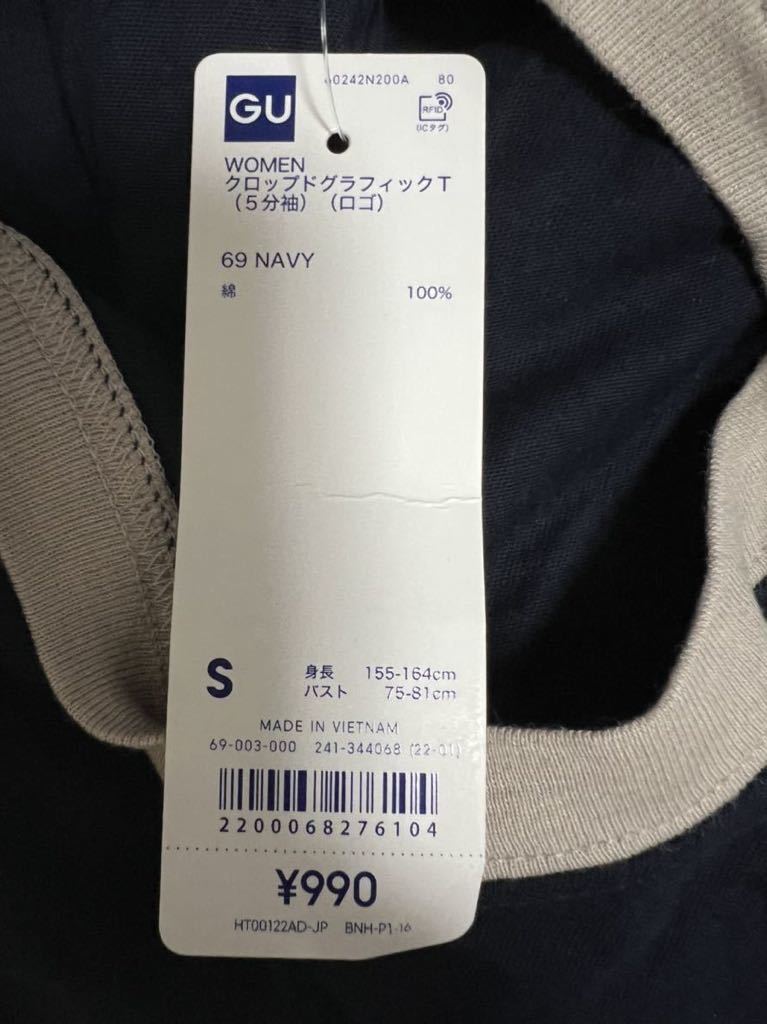 GU
0242N200A 80
RFID
(ICタグ)
WOMEN
クロップドグラフィックT
(5分袖)(ロゴ)
69 NAVY
綿 100%
S
身長 155-164cm
バスト 75-81cm
MADE IN VIETNAM
69-003-000 241-344068 (22-01)
2200068276104
¥990
HT00122AD-JP BNH-P1-16